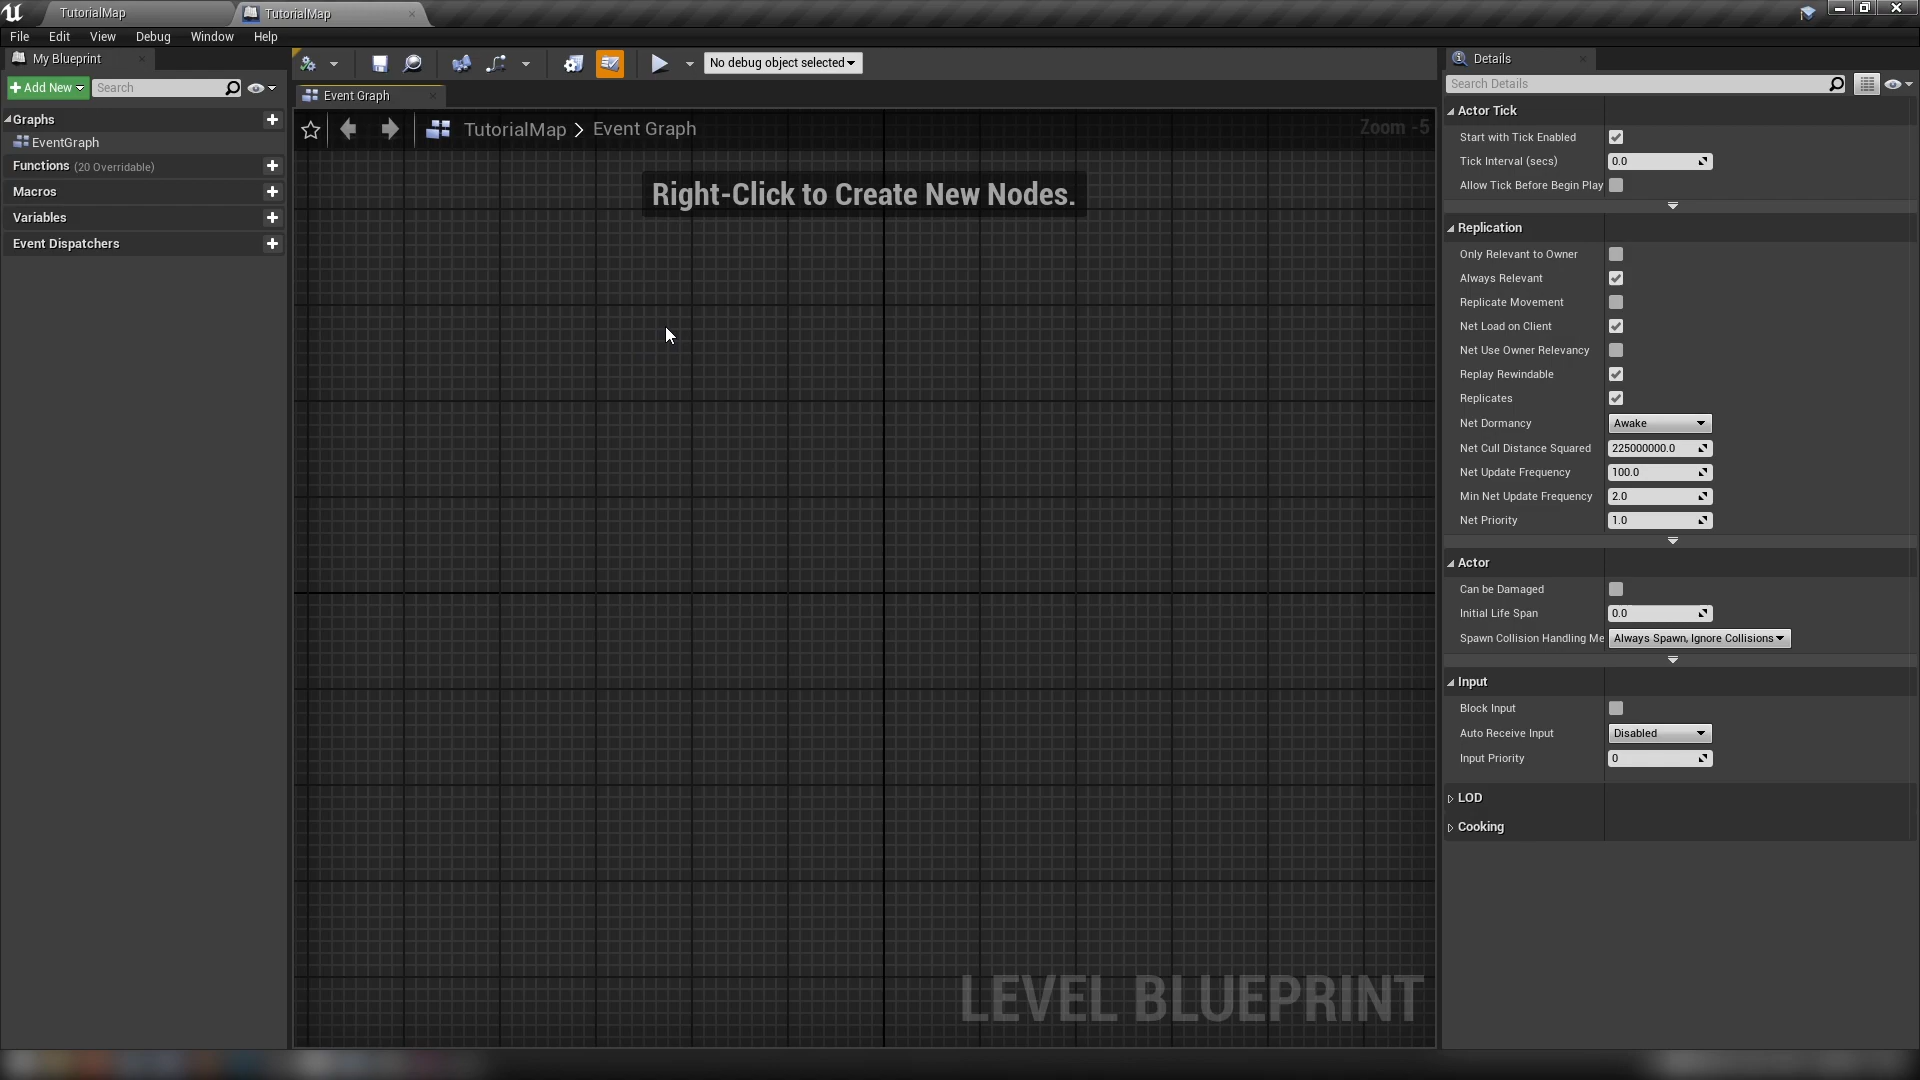 TutorialMap
TutorialMap
File Edit View Debug Window Help
My Blueprint
Add New
Search
Graphs
EventGraph
Functions (20 Overridable)
Macros
Variables
Event Dispatchers
No debug object selected
Event Graph
TutorialMap > Event Graph
Zoom -5
Right-Click to Create New Nodes.
LEVEL BLUEPRINT
Details
Search Details
Actor Tick
Start with Tick Enabled
Tick Interval (secs) 0.0
Allow Tick Before Begin Play
Replication
Only Relevant to Owner
Always Relevant
Replicate Movement
Net Load on Client
Net Use Owner Relevancy
Replay Rewindable
Replicates
Net Dormancy Awake
Net Cull Distance Squared 225000000.0
Net Update Frequency 100.0
Min Net Update Frequency 2.0
Net Priority 1.0
Actor
Can be Damaged
Initial Life Span 0.0
Spawn Collision Handling Me Always Spawn, Ignore Collisions
Input
Block Input
Auto Receive Input Disabled
Input Priority 0
LOD
Cooking